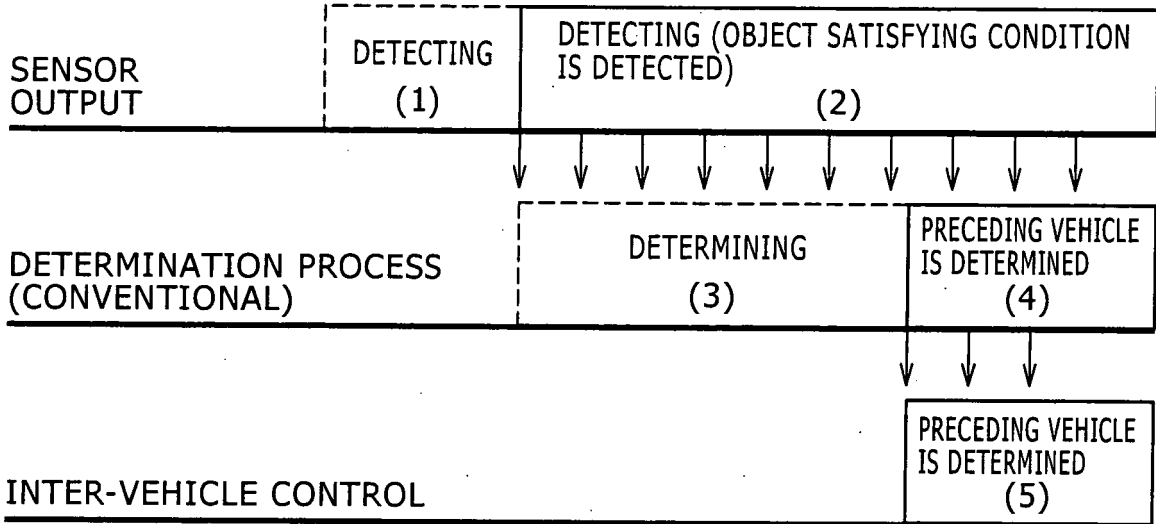 SENSOR
OUTPUT
DETECTING
(1)
DETECTING (OBJECT SATISFYING CONDITION
IS DETECTED)
(2)
DETERMINATION PROCESS
(CONVENTIONAL)
DETERMINING
(3)
PRECEDING VEHICLE
IS DETERMINED
(4)
INTER-VEHICLE CONTROL
PRECEDING VEHICLE
IS DETERMINED
(5)